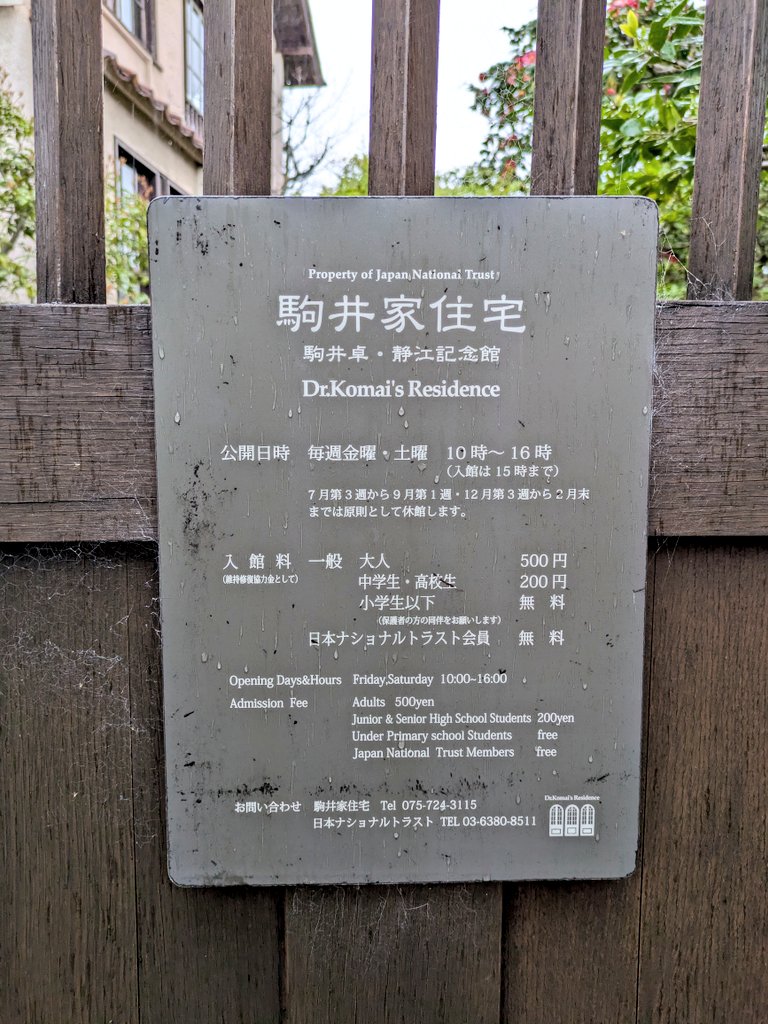 Property of Japan National Trust
駒井家住宅
駒井卓・静江記念館
Dr.Komai's Residence
公開日時 毎週金曜・土曜 10時〜16時
（入館は15時まで）
7月第3週から9月第1週・12月第3週から2月末
までは原則として休館します。
入館料 一般 大人 500円
（維持修復協力金として） 中学生・高校生 200円
小学生以下 無料
（保護者の方の同伴をお願いします）
日本ナショナルトラスト会員 無料
Opening Days&Hours Friday,Saturday 10:00~16:00
Admission Fee Adults 500yen
Junior & Senior High School Students 200yen
Under Primary school Students free
Japan National Trust Members free
お問い合わせ 駒井家住宅 Tel 075-724-3115
日本ナショナルトラスト TEL 03-6380-8511
Dr.Komai's Residence